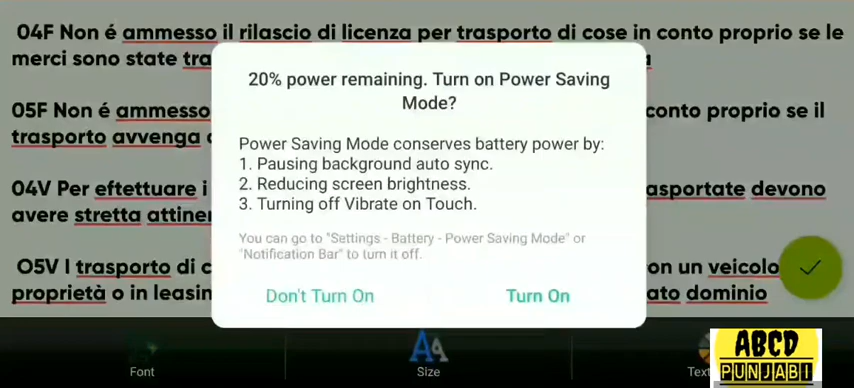 04F Non é ammesso il rilascio di licenza per trasporto di cose in conto proprio se le
merci sono state
05F Non é ammesso conto proprio se il
trasporto avvenga
04V Per eftettuare i asportate devono
avere stretta
O5V I trasporto di c on un veicolo
proprietà o in leasin ato dominio
20% power remaining. Turn on Power Saving
Mode?
Power Saving Mode conserves battery power by:
1. Pausing background auto sync.
2. Reducing screen brightness.
3. Turning off Vibrate on Touch.
You can go to "Settings - Battery - Power Saving Mode" or
"Notification Bar" to turn it off.
Don't Turn On Turn On
Font Size Text
ABCD
PUNJABI